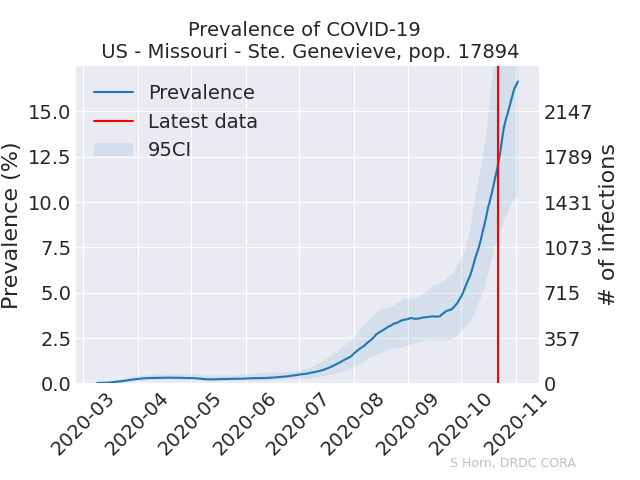 Prevalence of COVID-19
US - Missouri - Ste. Genevieve, pop. 17894
Prevalence
Latest data
95CI
Prevalence (%)
15.0
12.5
10.0
7.5
5.0
2.5
0.0
2147
1789
1431
1073
715
357
0
# of infections
2020-03
2020-04
2020-05
2020-06
2020-07
2020-08
2020-09
2020-10
2020-11
S Horn, DRDC CORA